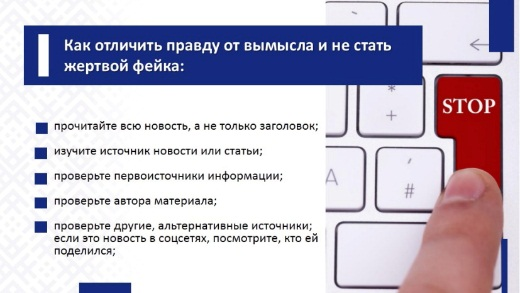 Как отличить правду от вымысла и не стать
жертвой фейка:
прочитайте всю новость, а не только заголовок;
изучите источник новости или статьи;
проверьте первоисточники информации;
проверьте автора материала;
проверьте другие, альтернативные источники;
если это новость в соцсетях, посмотрите, кто ей
поделился;
*
+
STOP
A
#